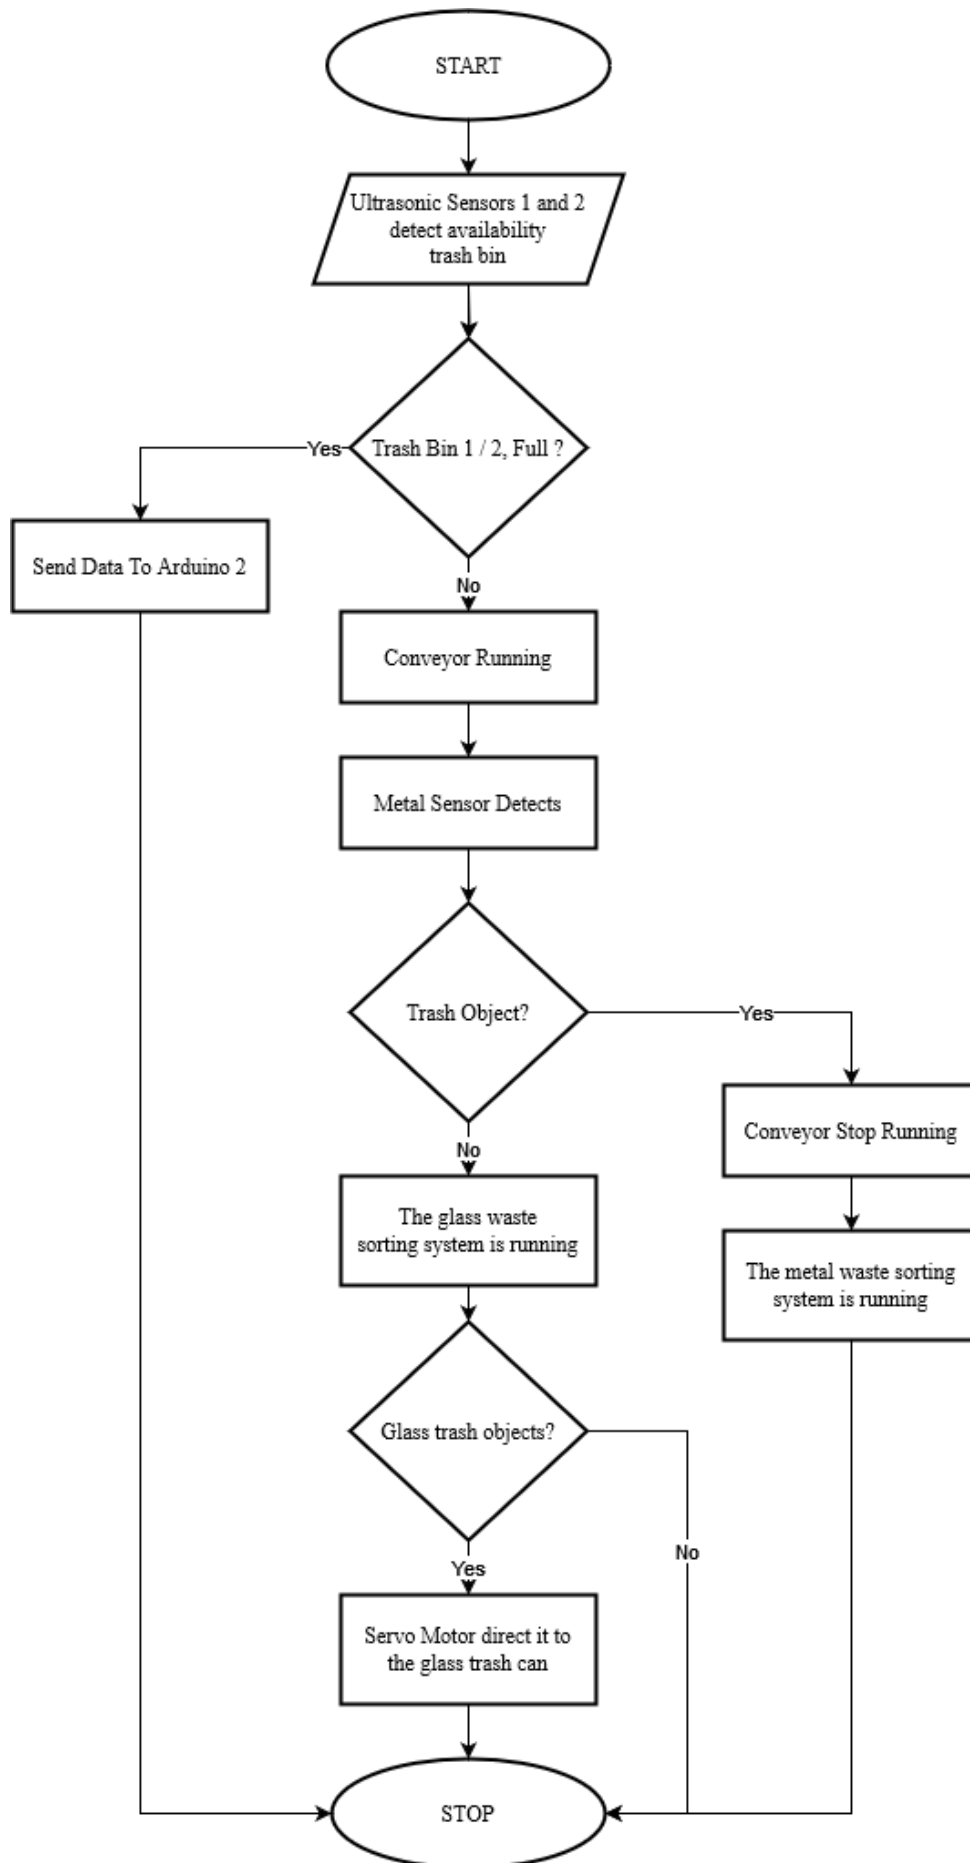 START
Ultrasonic Sensors 1 and 2
detect availability
trash bin
Trash Bin 1 / 2, Full ?
Yes
Send Data To Arduino 2
No
Conveyor Running
Metal Sensor Detects
Trash Object?
Yes
Conveyor Stop Running
No
The glass waste
sorting system is running
The metal waste sorting
system is running
Glass trash objects?
No
Yes
Servo Motor direct it to
the glass trash can
STOP